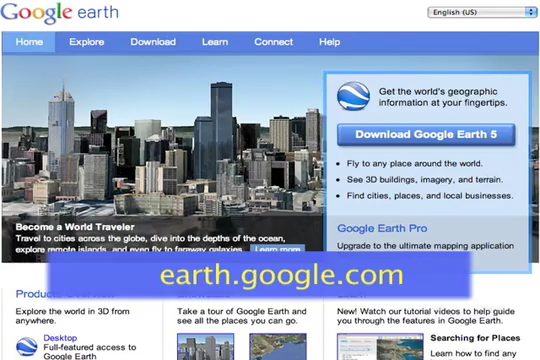 Google earth
English (US)
Home Explore Download Learn Connect Help
Get the world's geographic
information at your fingertips.
Download Google Earth 5
• Fly to any place around the world.
• See 3D buildings, imagery, and terrain.
• Find cities, places, and local businesses.
Become a World Traveler
Travel to cities across the globe, dive into the depths of the ocean,
explore remote islands, and even fly to faraway galaxies. Learn more
Google Earth Pro
Upgrade to the ultimate mapping application
earth.google.com
Products
Explore the world in 3D from
anywhere.
Desktop
Full-featured access to
Google Earth
Take a tour of Google Earth and
see all the places you can go.
New! Watch our tutorial videos to help guide
you through the features in Google Earth.
Searching for Places
Learn how to find any